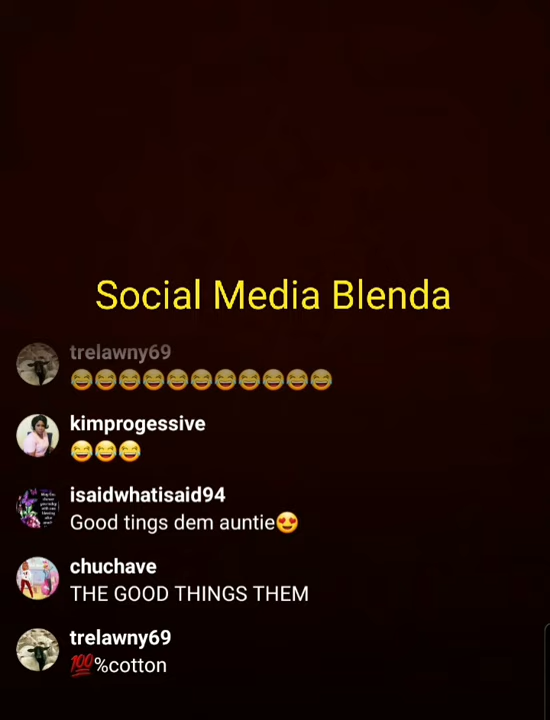 Social Media Blenda
trelawny69
😂😂😂😂😂😂😂😂😂😂😂
kimprogessive
😂😂😂
isaidwhatisaid94
Good tings dem auntie😍
chuchave
THE GOOD THINGS THEM
trelawny69
💯%cotton